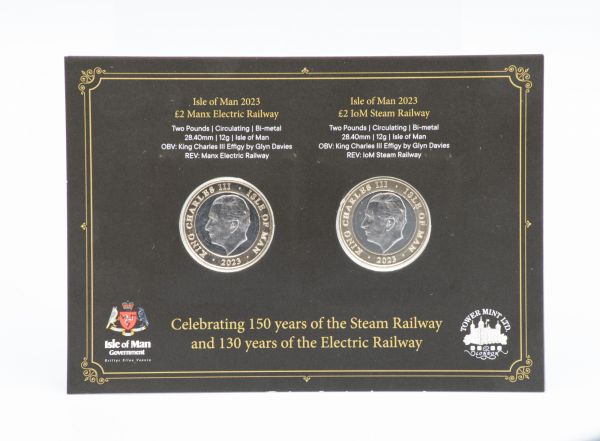 Isle of Man 2023
£2 Manx Electric Railway
Two Pounds | Circulating | Bi-metal
28.40mm | 12g | Isle of Man
OBV: King Charles III Effigy by Glyn Davies
REV: Manx Electric Railway
Isle of Man 2023
£2 IoM Steam Railway
Two Pounds | Circulating | Bi-metal
28.40mm | 12g | Isle of Man
OBV: King Charles III Effigy by Glyn Davies
REV: IoM Steam Railway
KING CHARLES III · ISLE OF MAN
· 2023 ·
KING CHARLES III · ISLE OF MAN
· 2023 ·
Isle of Man
Government
Reiltys Ellan Vannin
Celebrating 150 years of the Steam Railway
and 130 years of the Electric Railway
TOWER MINT LTD.
LONDON